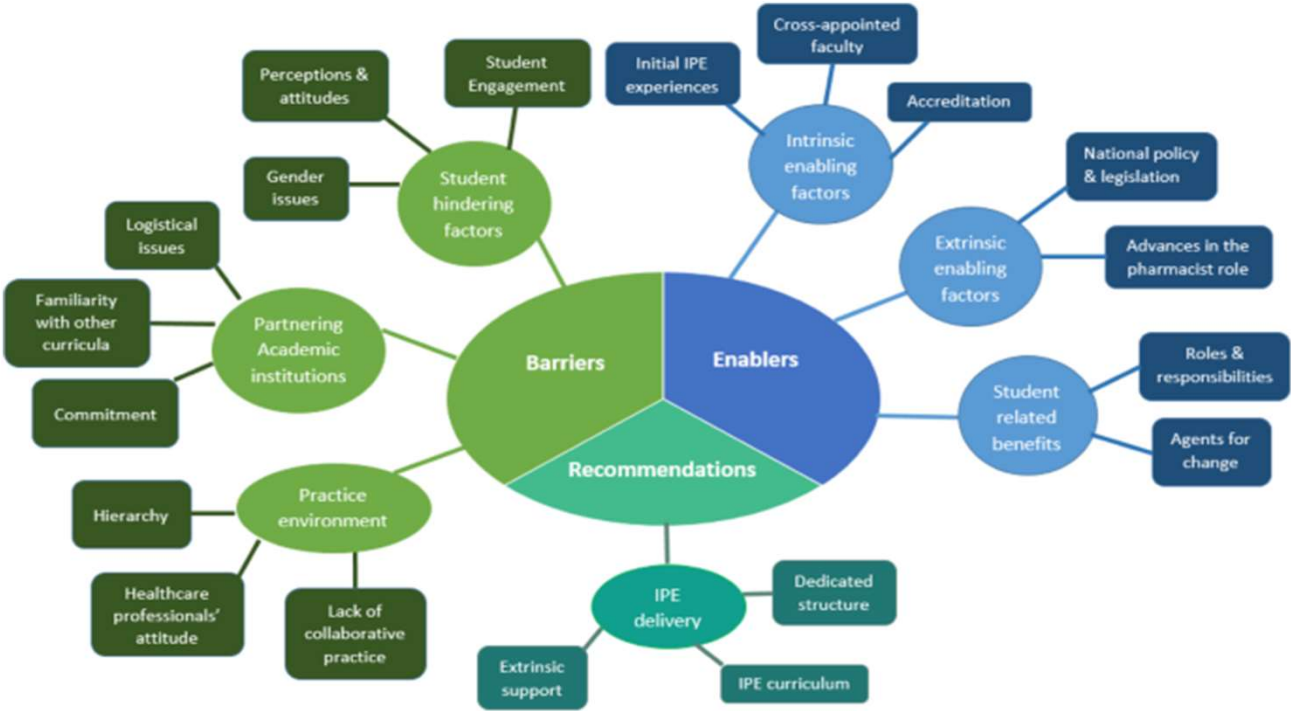 Cross-appointed
faculty
Student
Engagement
Initial IPE
experiences
Perceptions &
attitudes
Accreditation
Intrinsic
enabling
factors
National policy
& legislation
Gender
issues
Student
hindering
factors
Logistical
issues
Extrinsic
enabling
factors
Advances in the
pharmacist role
Familiarity
with other
curricula
Partnering
Academic
institutions
Barriers
Enablers
Roles &
responsibilities
Commitment
Student
related
benefits
Agents for
change
Recommendations
Hierarchy
Practice
environment
Healthcare
professionals’
attitude
Lack of
collaborative
practice
IPE
delivery
Dedicated
structure
Extrinsic
support
IPE curriculum